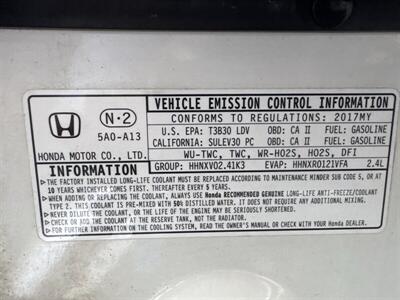 VEHICLE EMISSION CONTROL INFORMATION
N·2
CONFORMS TO REGULATIONS: 2017MY
5A0-A13
U.S. EPA: T3B30 LDV OBD: CA II FUEL: GASOLINE
CALIFORNIA: SULEV30 PC OBD: CA II FUEL: GASOLINE
HONDA MOTOR CO., LTD.
WU-TWC, TWC, WR-HO2S, HO2S, DFI
INFORMATION
GROUP: HHNXV02.41K3 EVAP: HHNXR0121VFA 2.4L
▶THE FACTORY INSTALLED LONG-LIFE COOLANT MUST BE REPLACED ACCORDING TO MAINTENANCE MINDER SUB CODE 5, OR AT
10 YEARS WHICHEVER COMES FIRST. THEREAFTER EVERY 5 YEARS.
▶WHEN ADDING OR REPLACING THE COOLANT, ALWAYS USE Honda RECOMMENDED GENUINE LONG-LIFE ANTI-FREEZE/COOLANT
TYPE 2. THIS COOLANT IS PRE-MIXED WITH 50% DISTILLED WATER. IT DOES NOT REQUIRE ANY ADDITIONAL MIXING.
▶NEVER DILUTE THE COOLANT, OR THE LIFE OF THE ENGINE MAY BE SERIOUSLY SHORTENED.
▶CHECK OR ADD THE COOLANT AT THE RESERVE TANK, NOT THE RADIATOR.
▶FOR FURTHER INFORMATION ON THE COOLING SYSTEM, READ THE OWNER'S MANUAL OR CHECK WITH YOUR Honda DEALER.